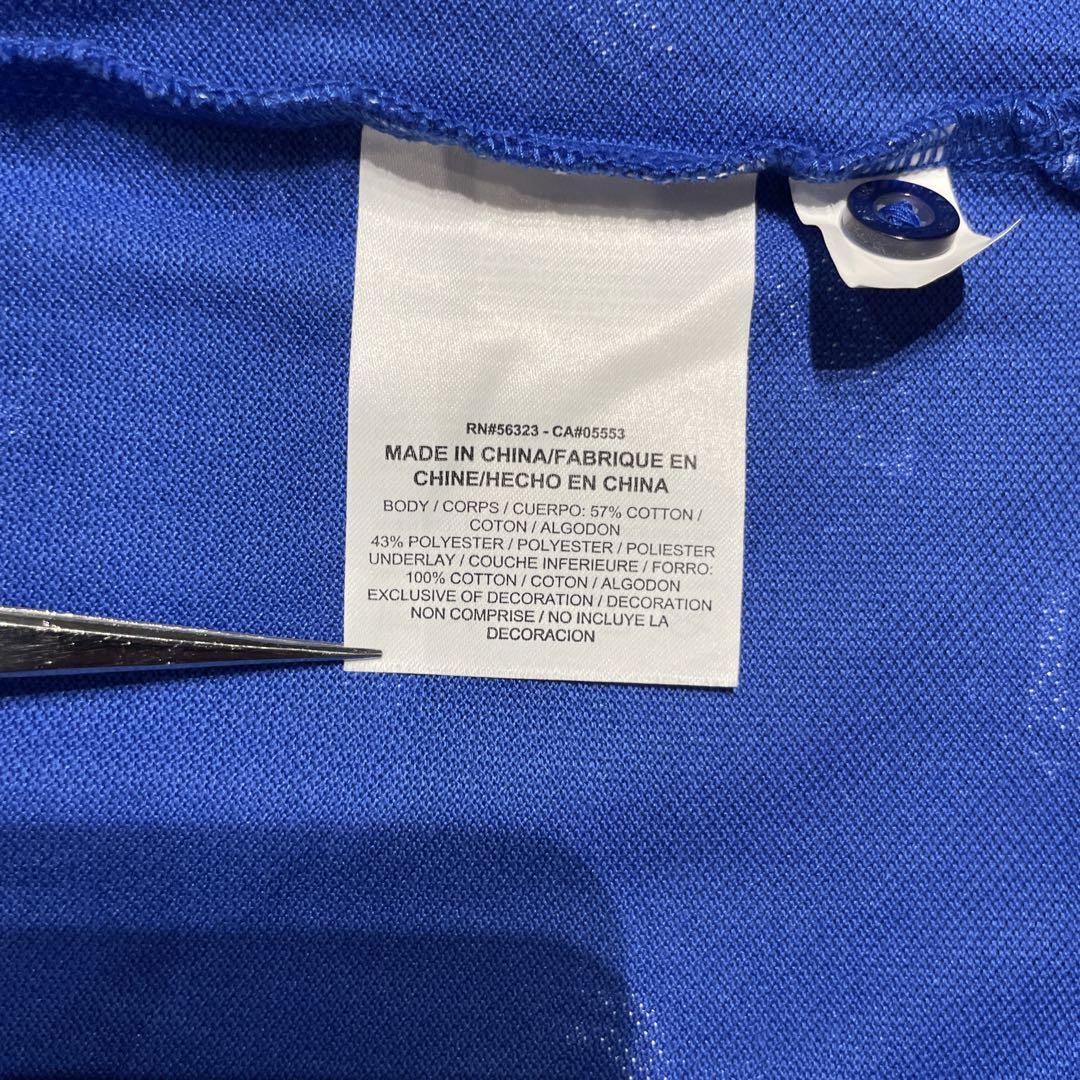 RN#56323 - CA#05553
MADE IN CHINA/FABRIQUE EN
CHINE/HECHO EN CHINA
BODY / CORPS / CUERPO: 57% COTTON /
COTON / ALGODON
43% POLYESTER / POLYESTER / POLIESTER
UNDERLAY / COUCHE INFERIEURE / FORRO:
100% COTTON / COTON / ALGODON
EXCLUSIVE OF DECORATION / DECORATION
NON COMPRISE / NO INCLUYE LA
DECORACION